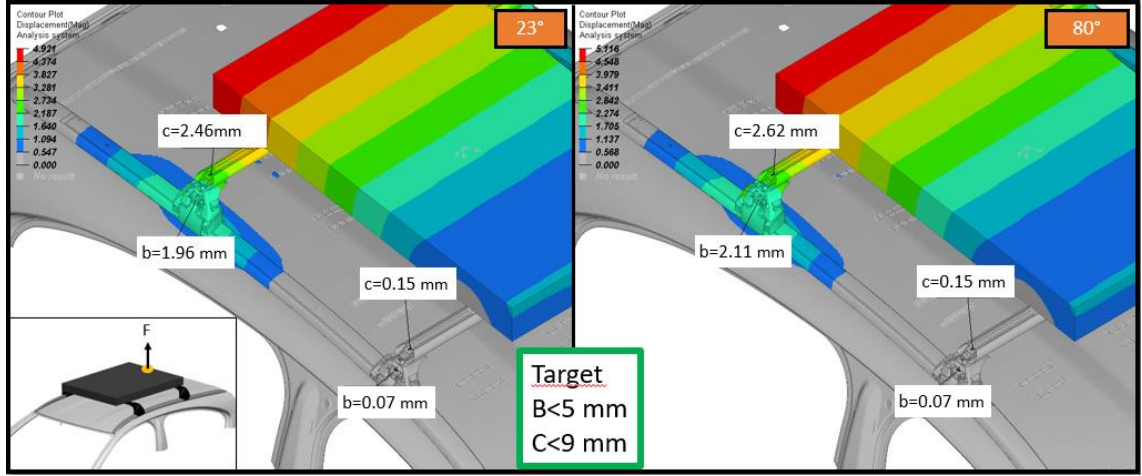 Contour Plot
Displacement(Mag)
Analysis system
4.921
4.374
3.827
3.281
2.734
2.187
1.640
1.094
0.547
0.000
No result
23°
c=2.46mm
b=1.96 mm
c=0.15 mm
b=0.07 mm
F
Contour Plot
Displacement(Mag)
Analysis system
5.116
4.548
3.979
3.411
2.842
2.274
1.705
1.137
0.568
0.000
No result
80°
c=2.62 mm
b=2.11 mm
c=0.15 mm
b=0.07 mm
Target
B<5 mm
C<9 mm